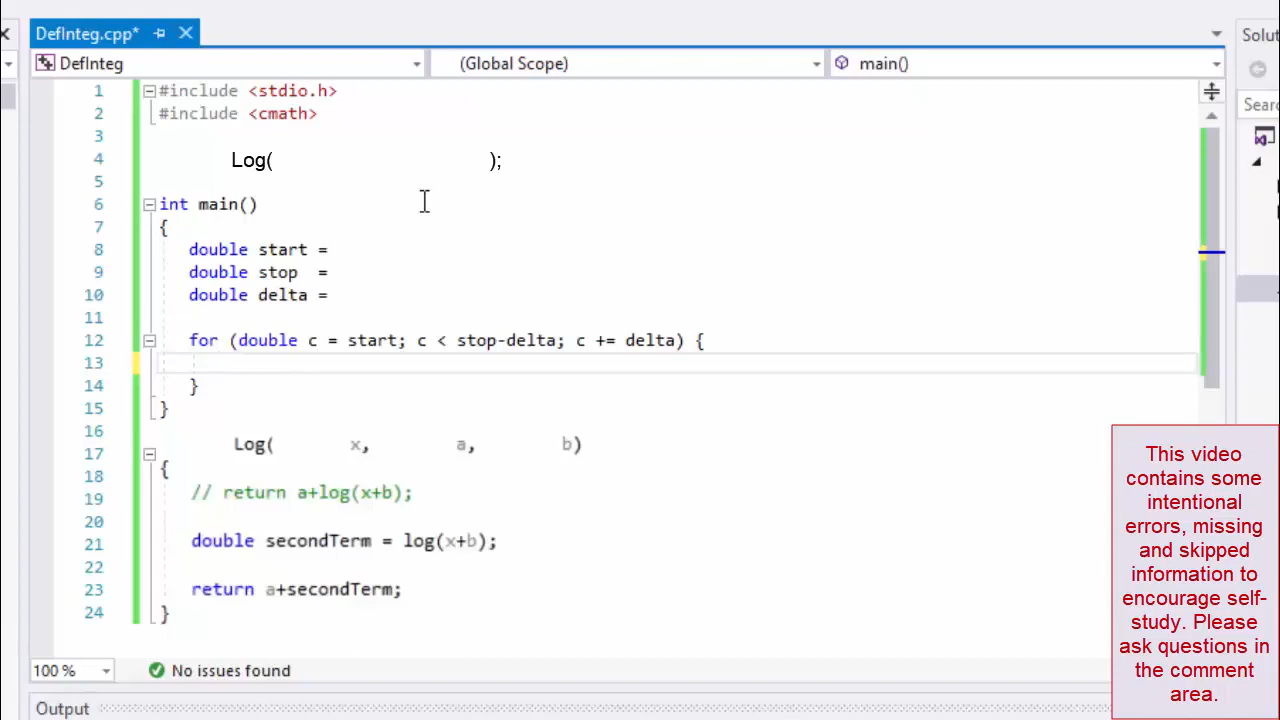 DefInteg.cpp*
Solut
DefInteg (Global Scope) main()
1 #include <stdio.h>
2 #include <cmath>
Sear
3
4 Log( );
5
6 int main()
7 {
8 double start =
9 double stop =
10 double delta =
11
12 for (double c = start; c < stop-delta; c += delta) {
13
14 }
15 }
16
17 Log( x, a, b)
18 {
19 // return a+log(x+b);
20
21 double secondTerm = log(x+b);
22
23 return a+secondTerm;
24 }
This video
contains some
intentional
errors, missing
and skipped
information to
encourage self-
study. Please
ask questions in
the comment
area.
100 % No issues found
Output